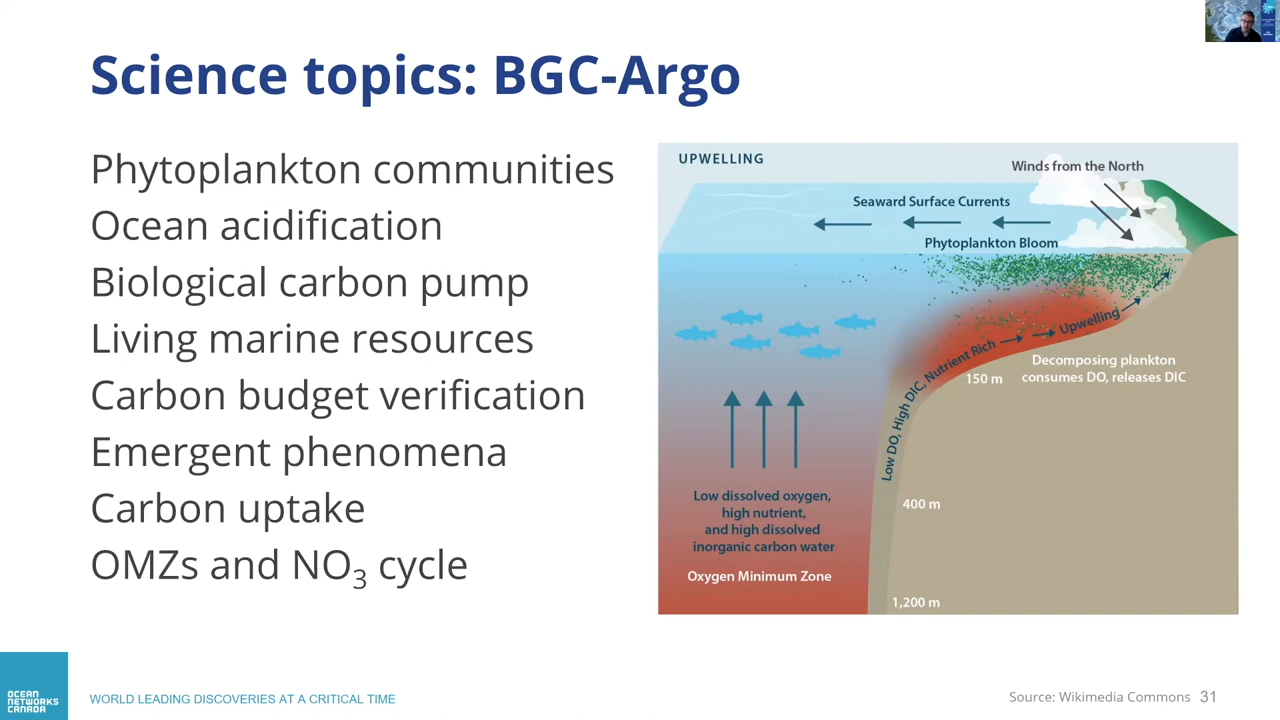 Science topics: BGC-Argo
Phytoplankton communities
Ocean acidification
Biological carbon pump
Living marine resources
Carbon budget verification
Emergent phenomena
Carbon uptake
OMZs and NO₃ cycle
UPWELLING
Winds from the North
Seaward Surface Currents
Phytoplankton Bloom
Upwelling
Low DO, High DIC, Nutrient Rich
Decomposing plankton
consumes DO, releases DIC
150 m
400 m
1,200 m
Low dissolved oxygen,
high nutrient,
and high dissolved
inorganic carbon water
Oxygen Minimum Zone
OCEAN
NETWORKS
CANADA
WORLD LEADING DISCOVERIES AT A CRITICAL TIME
Source: Wikimedia Commons 31